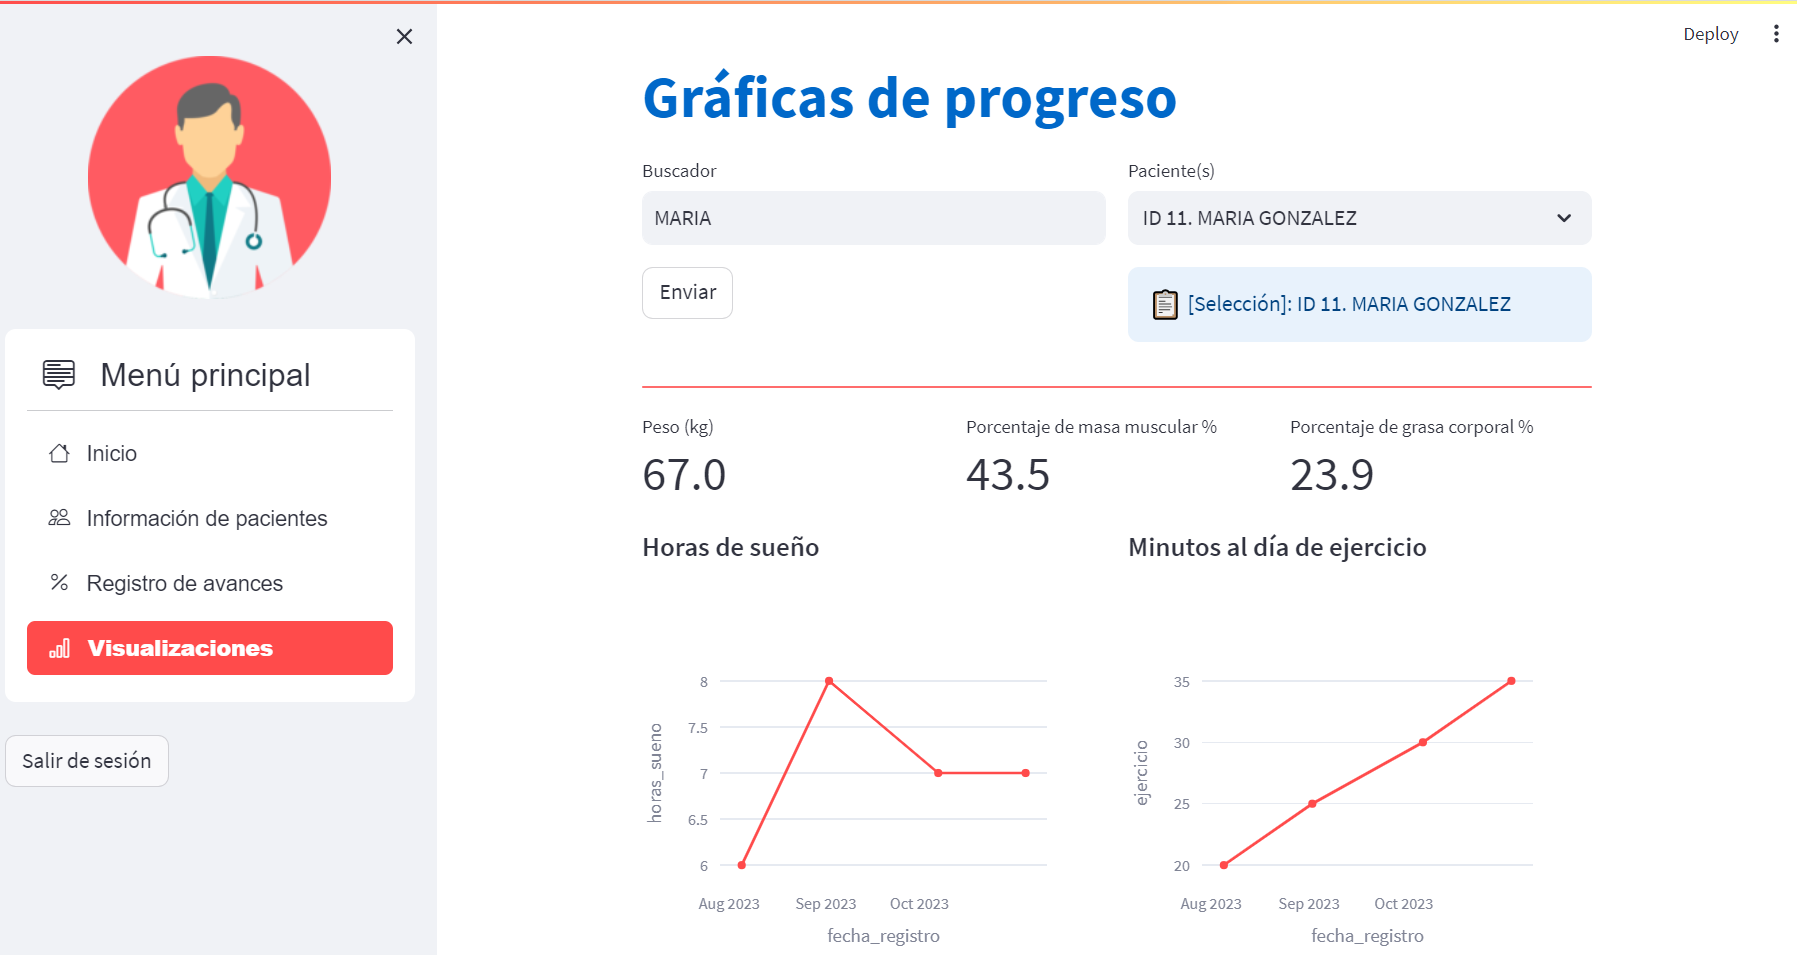 Deploy
Menú principal
Inicio
Información de pacientes
Registro de avances
Visualizaciones
Salir de sesión
Gráficas de progreso
Buscador
Paciente(s)
MARIA
ID 11. MARIA GONZALEZ
Enviar
[Selección]: ID 11. MARIA GONZALEZ
Peso (kg)
Porcentaje de masa muscular %
Porcentaje de grasa corporal %
67.0
43.5
23.9
Horas de sueño
8
7.5
7
6.5
6
horas_sueno
Aug 2023
Sep 2023
Oct 2023
fecha_registro
Minutos al día de ejercicio
35
30
25
20
ejercicio
Aug 2023
Sep 2023
Oct 2023
fecha_registro